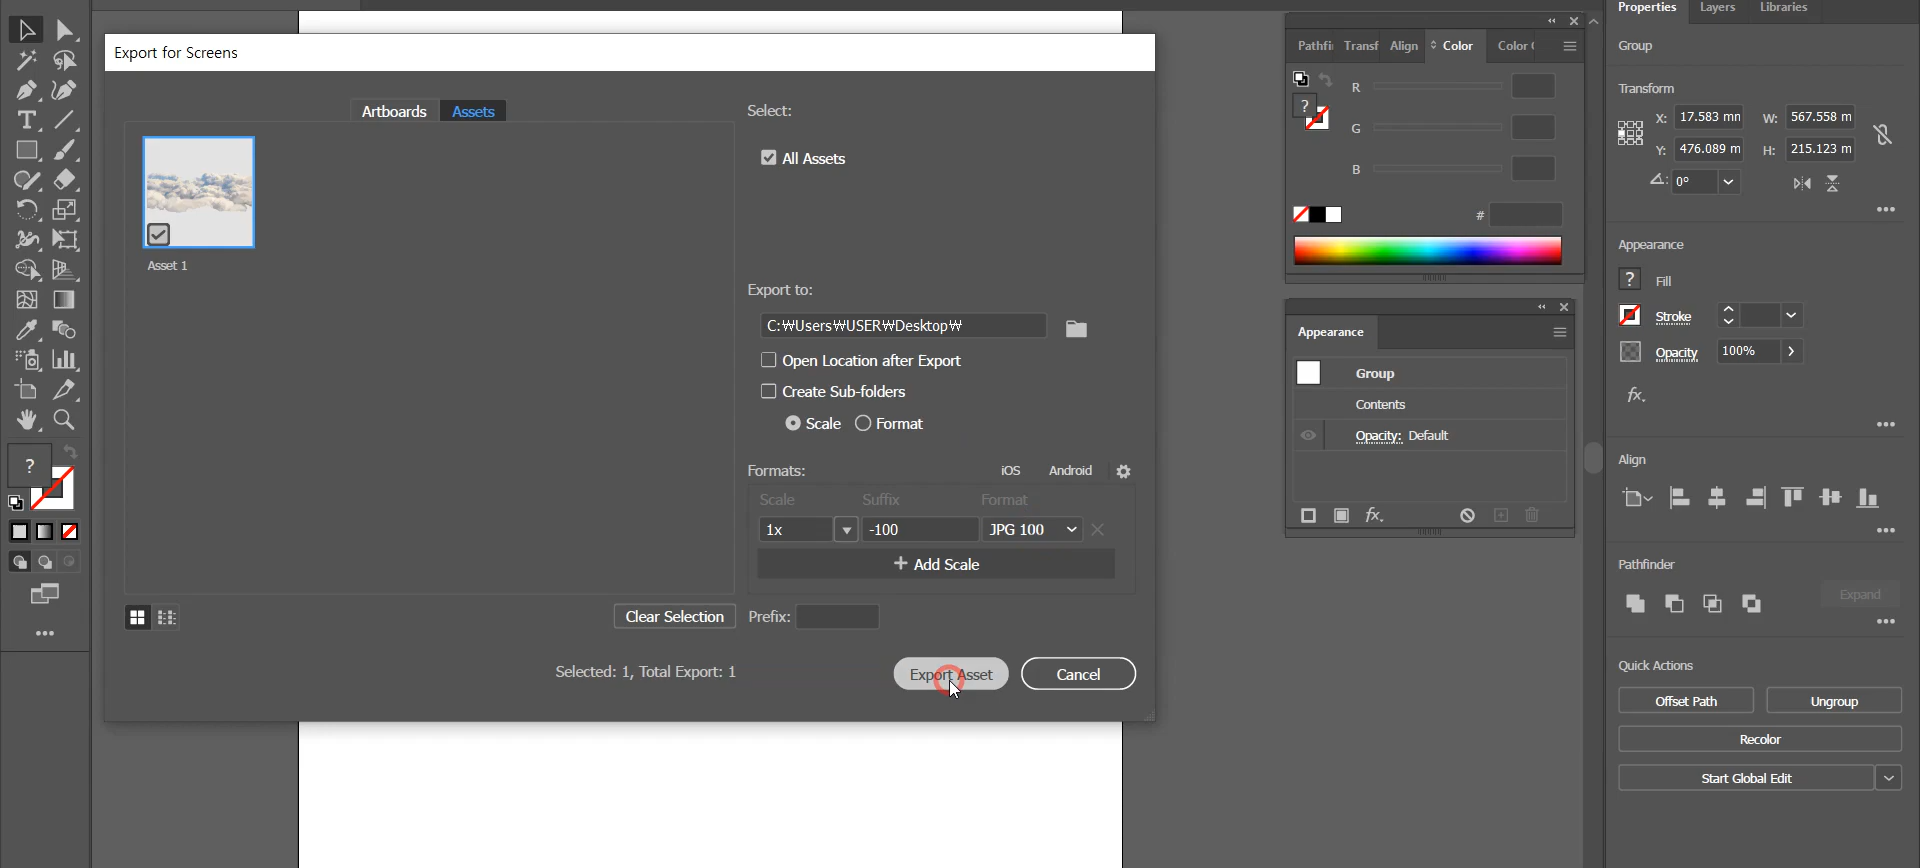 Export for Screens
Artboards Assets
Asset 1
Clear Selection
Selected: 1, Total Export: 1
Select:
All Assets
Export to:
C:₩Users₩USER₩Desktop₩
Open Location after Export
Create Sub-folders
Scale Format
Formats: iOS Android
Scale Suffix Format
1x -100 JPG 100
+ Add Scale
Prefix:
Export Asset Cancel
Transf Align Color Color
R
G
B
#
Appearance
Group
Contents
Opacity: Default
fx.
Properties Layers Libraries
Group
Transform
X: 17.583 W: 567.558 m
Y: 476.089 m H: 215.123 m
0°
Appearance
? Fill
Stroke
Opacity 100%
fx.
Align
Pathfinder
Expand
Quick Actions
Offset Path Ungroup
Recolor
Start Global Edit